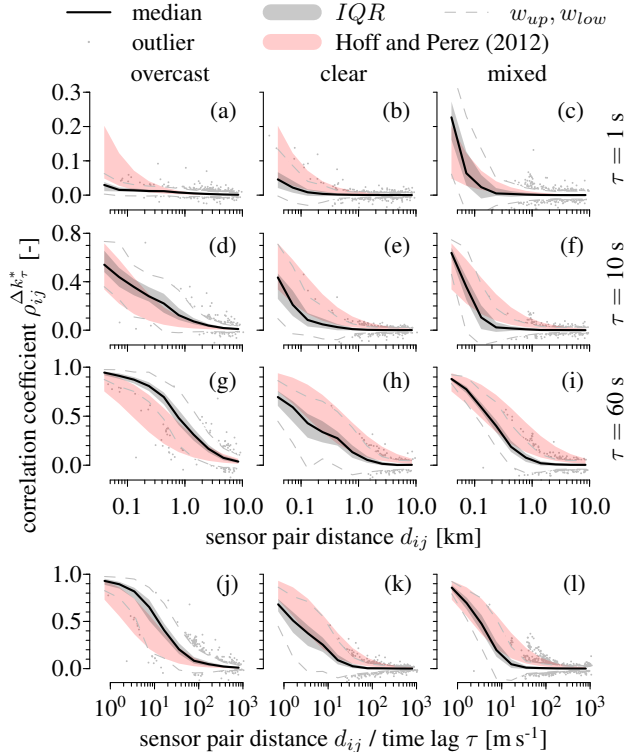 median IQR w_up, w_low
outlier Hoff and Perez (2012)
overcast clear mixed
(a) (b) (c)
0.3
0.2
0.1
0.0
τ = 1 s
(d) (e) (f)
0.8
0.4
0.0
τ = 10 s
(g) (h) (i)
1.0
0.5
0.0
τ = 60 s
correlation coefficient ρ_ij^Δk*_τ [-]
0.1 1.0 10.0 0.1 1.0 10.0 0.1 1.0 10.0
sensor pair distance d_ij [km]
(j) (k) (l)
1.0
0.5
0.0
10^0 10^1 10^2 10^3 10^0 10^1 10^2 10^3 10^0 10^1 10^2 10^3
sensor pair distance d_ij / time lag τ [m s^-1]